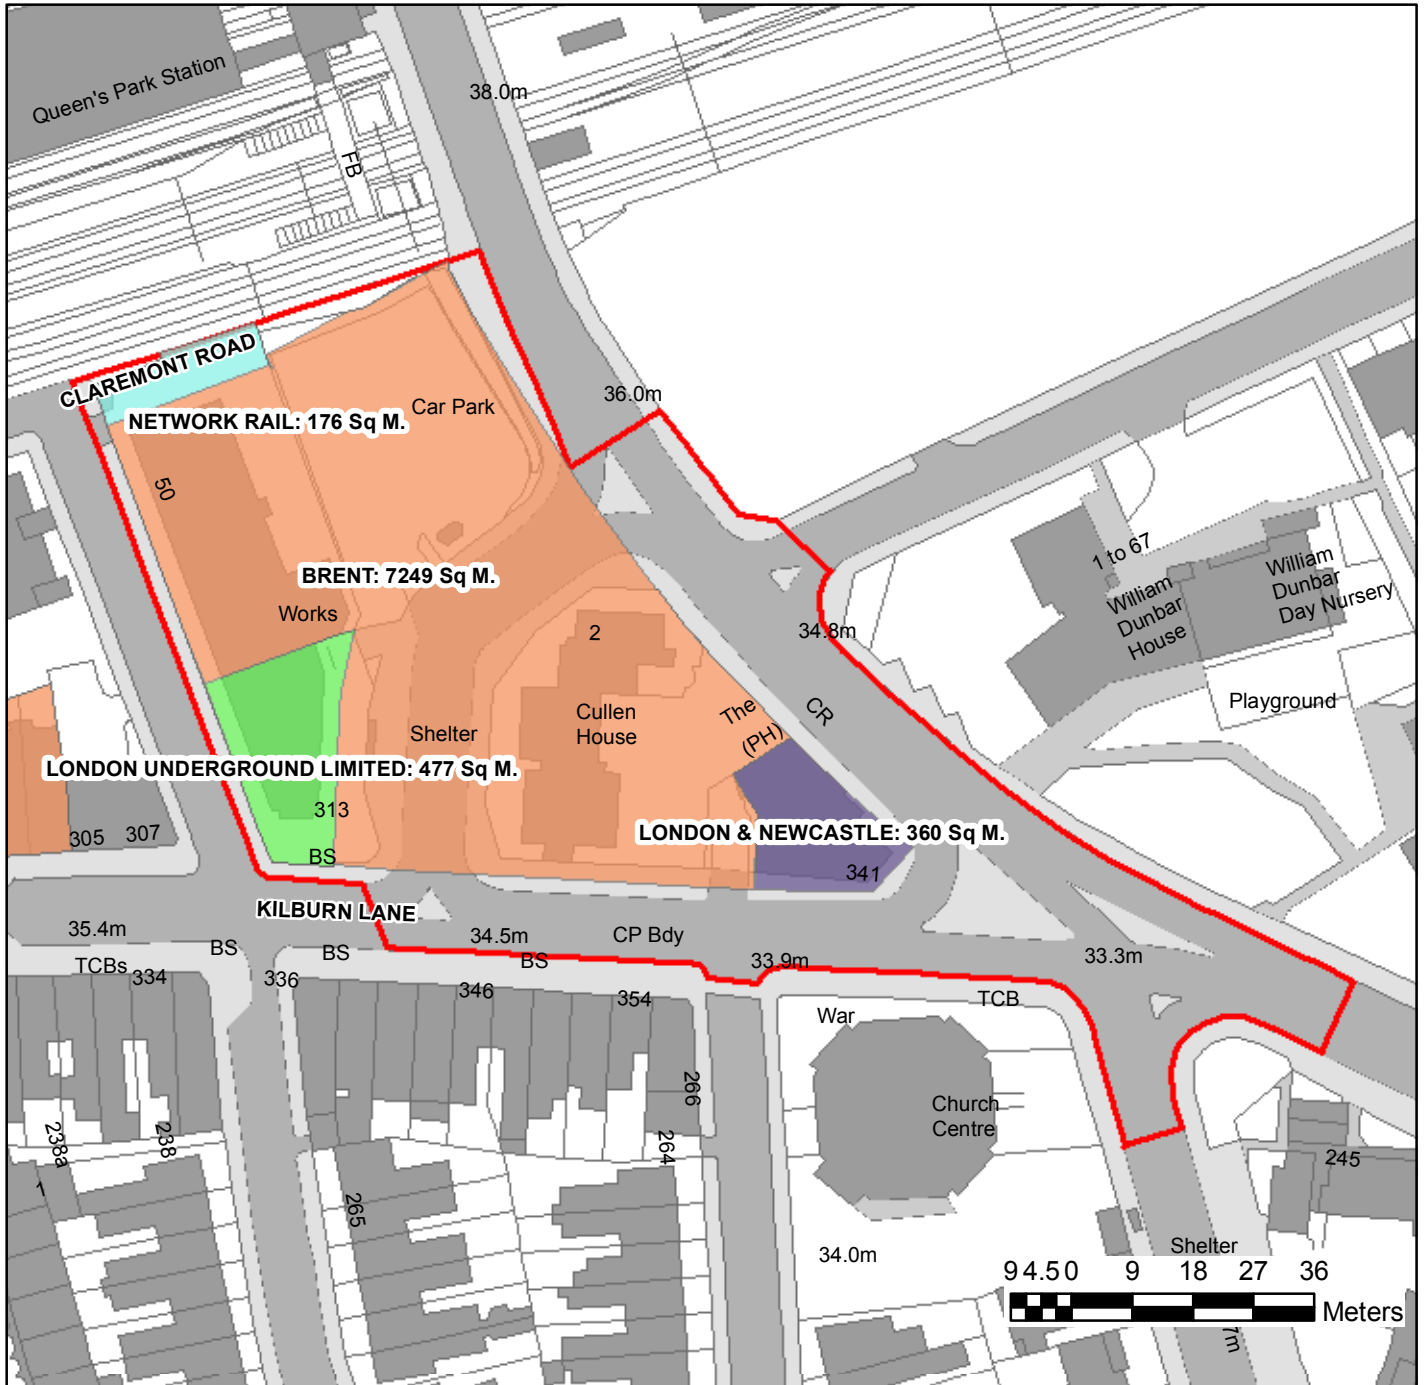 38.0m
Queen's Park Station
FB
CLAREMONT ROAD
36.0m
Car Park
NETWORK RAIL: 176 Sq M.
50
BRENT: 7249 Sq M.
Works
2
34.8m
1 to 67
William
Dunbar
House
William
Dunbar
Day Nursery
Playground
Cullen
House
The
(PH)
CR
Shelter
LONDON UNDERGROUND LIMITED: 477 Sq M.
313
305
307
BS
LONDON & NEWCASTLE: 360 Sq M.
341
KILBURN LANE
35.4m
BS
BS
34.5m
BS
CP Bdy
33.9m
33.3m
TCBs
334
336
346
354
TCB
War
Church
Centre
266
264
238a
238
1
265
245
34.0m
Shelter
9 4.5 0 9 18 27 36
Meters
7m